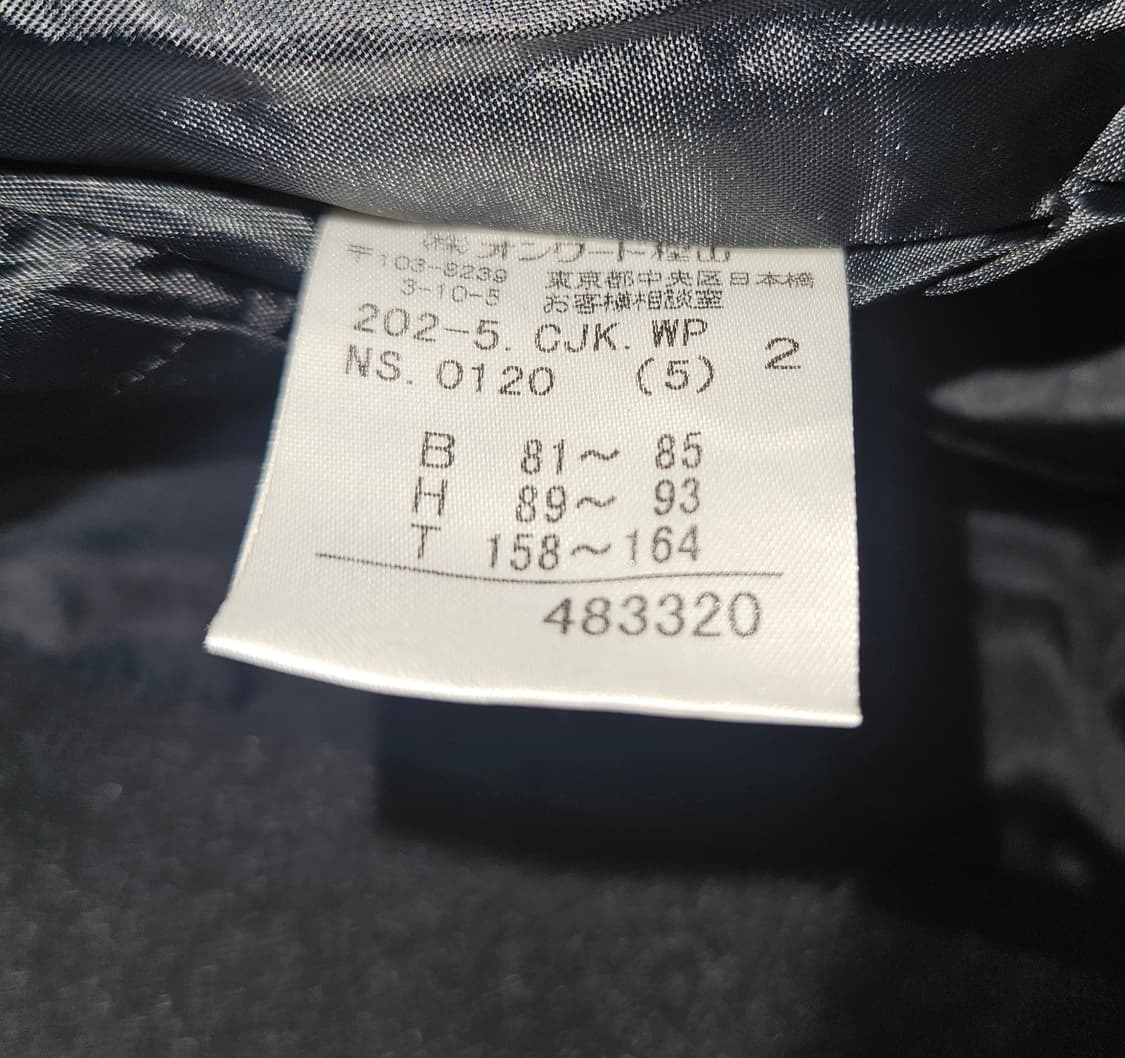 ㈱オンワード樫山
〒103-8239 東京都中央区日本橋
3-10-5 お客様相談室
202-5. CJK. WP 2
NS. 0120 (5)
B 81〜 85
H 89〜 93
T 158〜164
483320